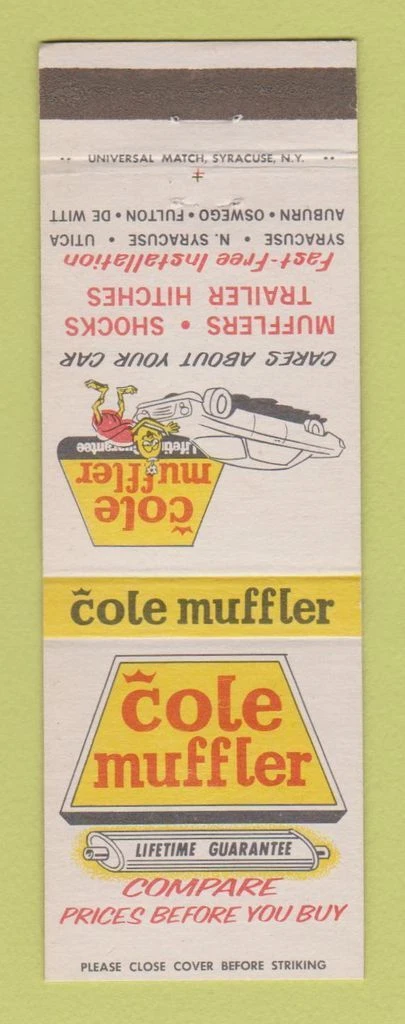 UNIVERSAL MATCH, SYRACUSE, N.Y.
cole
muffler
Lifetime Guarantee
CARES ABOUT YOUR CAR
MUFFLERS • SHOCKS
TRAILER HITCHES
Fast-Free Installation
SYRACUSE • N. SYRACUSE • UTICA
AUBURN • OSWEGO • FULTON • DE WITT
cole muffler
cole
muffler
LIFETIME GUARANTEE
COMPARE
PRICES BEFORE YOU BUY
PLEASE CLOSE COVER BEFORE STRIKING